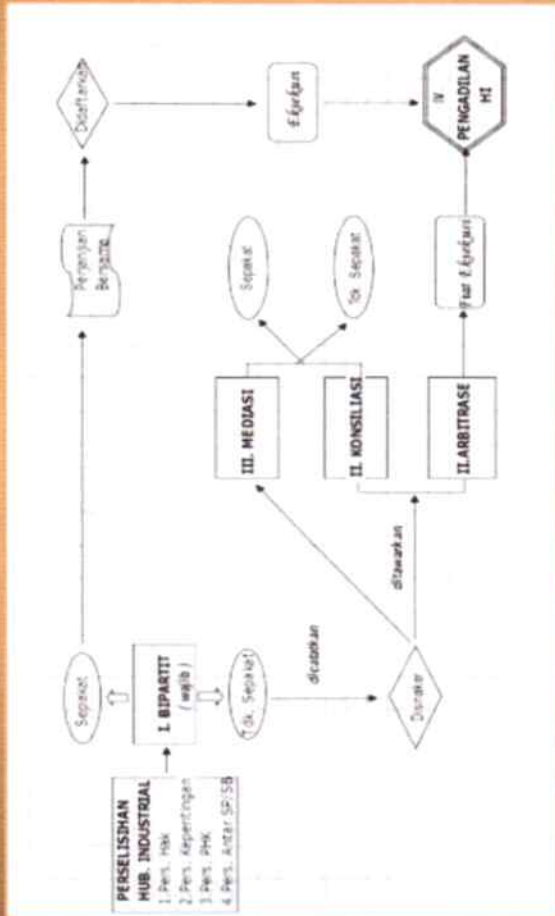 PERSELISIHAN
HUB. INDUSTRIAL
1.Pers. Hak
2.Pers. Kepentingan
3.Pers. PHK
4.Pers. Antar SP/SB
Sepakat
I. BIPARTIT
( wajib )
Tdk. Sepakat
dicatatkan
Disnaker
ditawarkan
Perjanjian
Bersama
Didaftarkan
Eksekusi
III. MEDIASI
II. KONSILIASI
II.ARBITRASE
Sepakat
Tdk Sepakat
Fiat Eksekusi
IV
PENGADILAN
HI